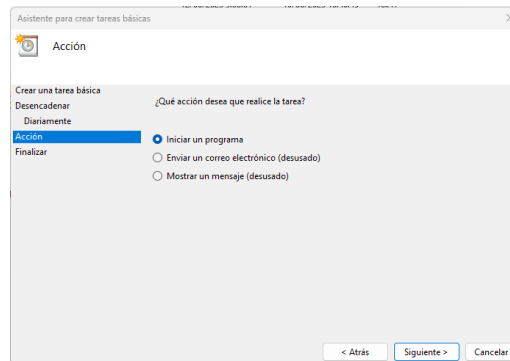 Asistente para crear tareas básicas
Acción
Crear una tarea básica
Desencadenar
Diariamente
Acción
Finalizar
¿Qué acción desea que realice la tarea?
Iniciar un programa
Enviar un correo electrónico (desusado)
Mostrar un mensaje (desusado)
< Atrás
Siguiente >
Cancelar